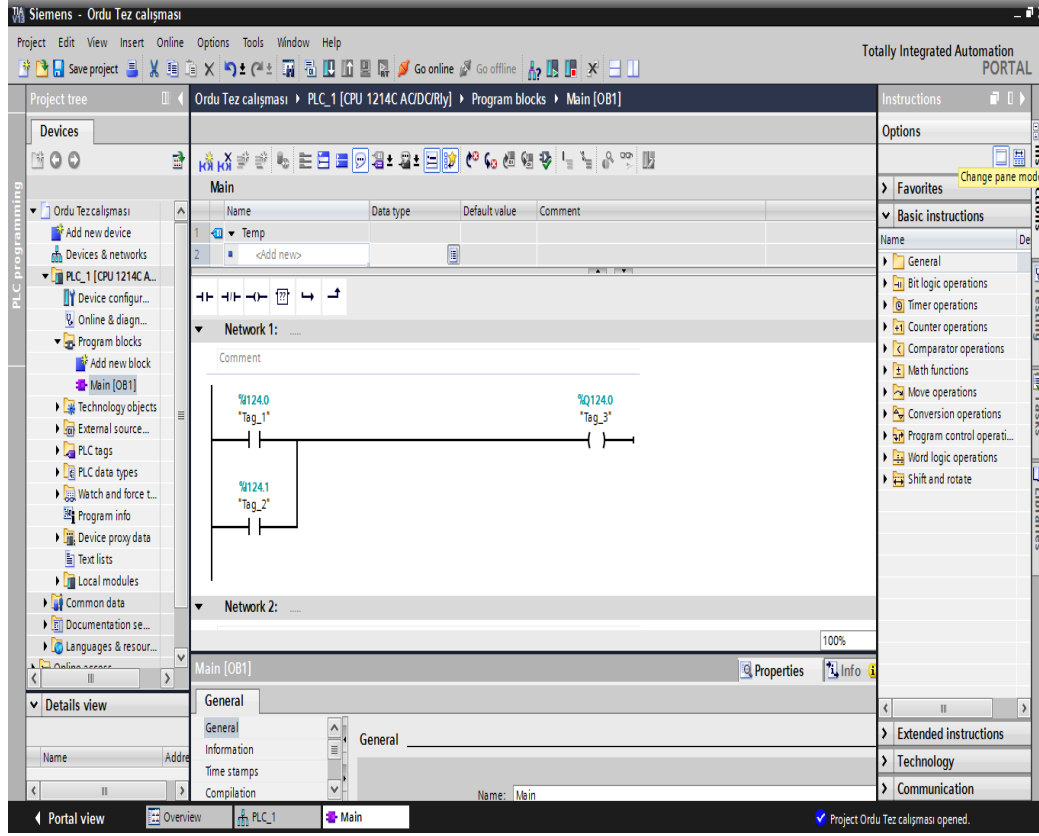 Siemens - Ordu Tez calışması
Project Edit View Insert Online Options Tools Window Help
Totally Integrated Automation
PORTAL
Save project Go online Go offline
Project tree
Devices
PLC programming
Ordu Tez calışması
Add new device
Devices & networks
PLC_1 [CPU 1214C A...
Device configur...
Online & diagn...
Program blocks
Add new block
Main [OB1]
Technology objects
External source...
PLC tags
PLC data types
Watch and force t...
Program info
Device proxy data
Text lists
Local modules
Common data
Documentation se...
Languages & resour...
Online access
Details view
Name Addre
Ordu Tez calışması PLC_1 [CPU 1214C AC/DC/Rly] Program blocks Main [OB1]
Main
Name Data type Default value Comment
1 Temp
2 <Add new>
??
Network 1: .....
Comment
%I124.0
"Tag_1"
%Q124.0
"Tag_3"
%I124.1
"Tag_2"
Network 2: .....
100%
Main [OB1]
Properties Info
General
General
Information
Time stamps
Compilation
General
Name: Main
Instructions
Options
Change pane mode
Favorites
Basic instructions
Name De
General
Bit logic operations
Timer operations
Counter operations
Comparator operations
Math functions
Move operations
Conversion operations
Program control operati...
Word logic operations
Shift and rotate
Extended instructions
Technology
Communication
Testing
Tasks
Libraries
Portal view Overview PLC_1 Main
Project Ordu Tez calışması opened.